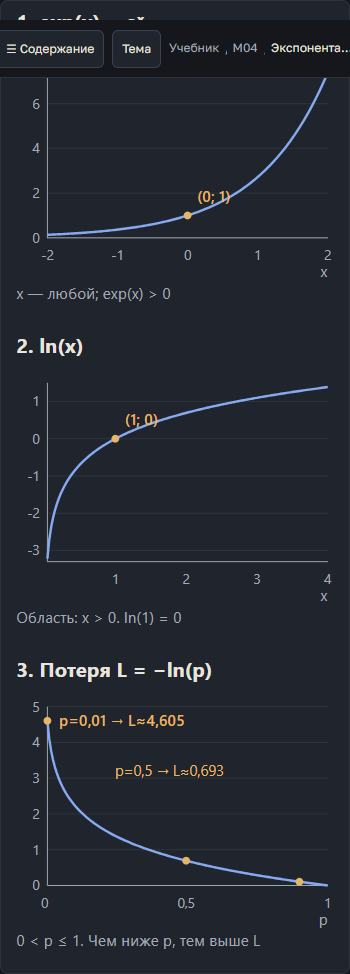 ☰ Содержание
Тема
Учебник , M04 , Экспонента...
6
4
2
0
(0; 1)
-2 -1 0 1 2
x
x — любой; exp(x) > 0
2. ln(x)
1
0
-1
-2
-3
(1; 0)
1 2 3 4
x
Область: x > 0. ln(1) = 0
3. Потеря L = −ln(p)
5
4
3
2
1
0
p=0,01 → L≈4,605
p=0,5 → L≈0,693
0 0,5 1
p
0 < p ≤ 1. Чем ниже p, тем выше L